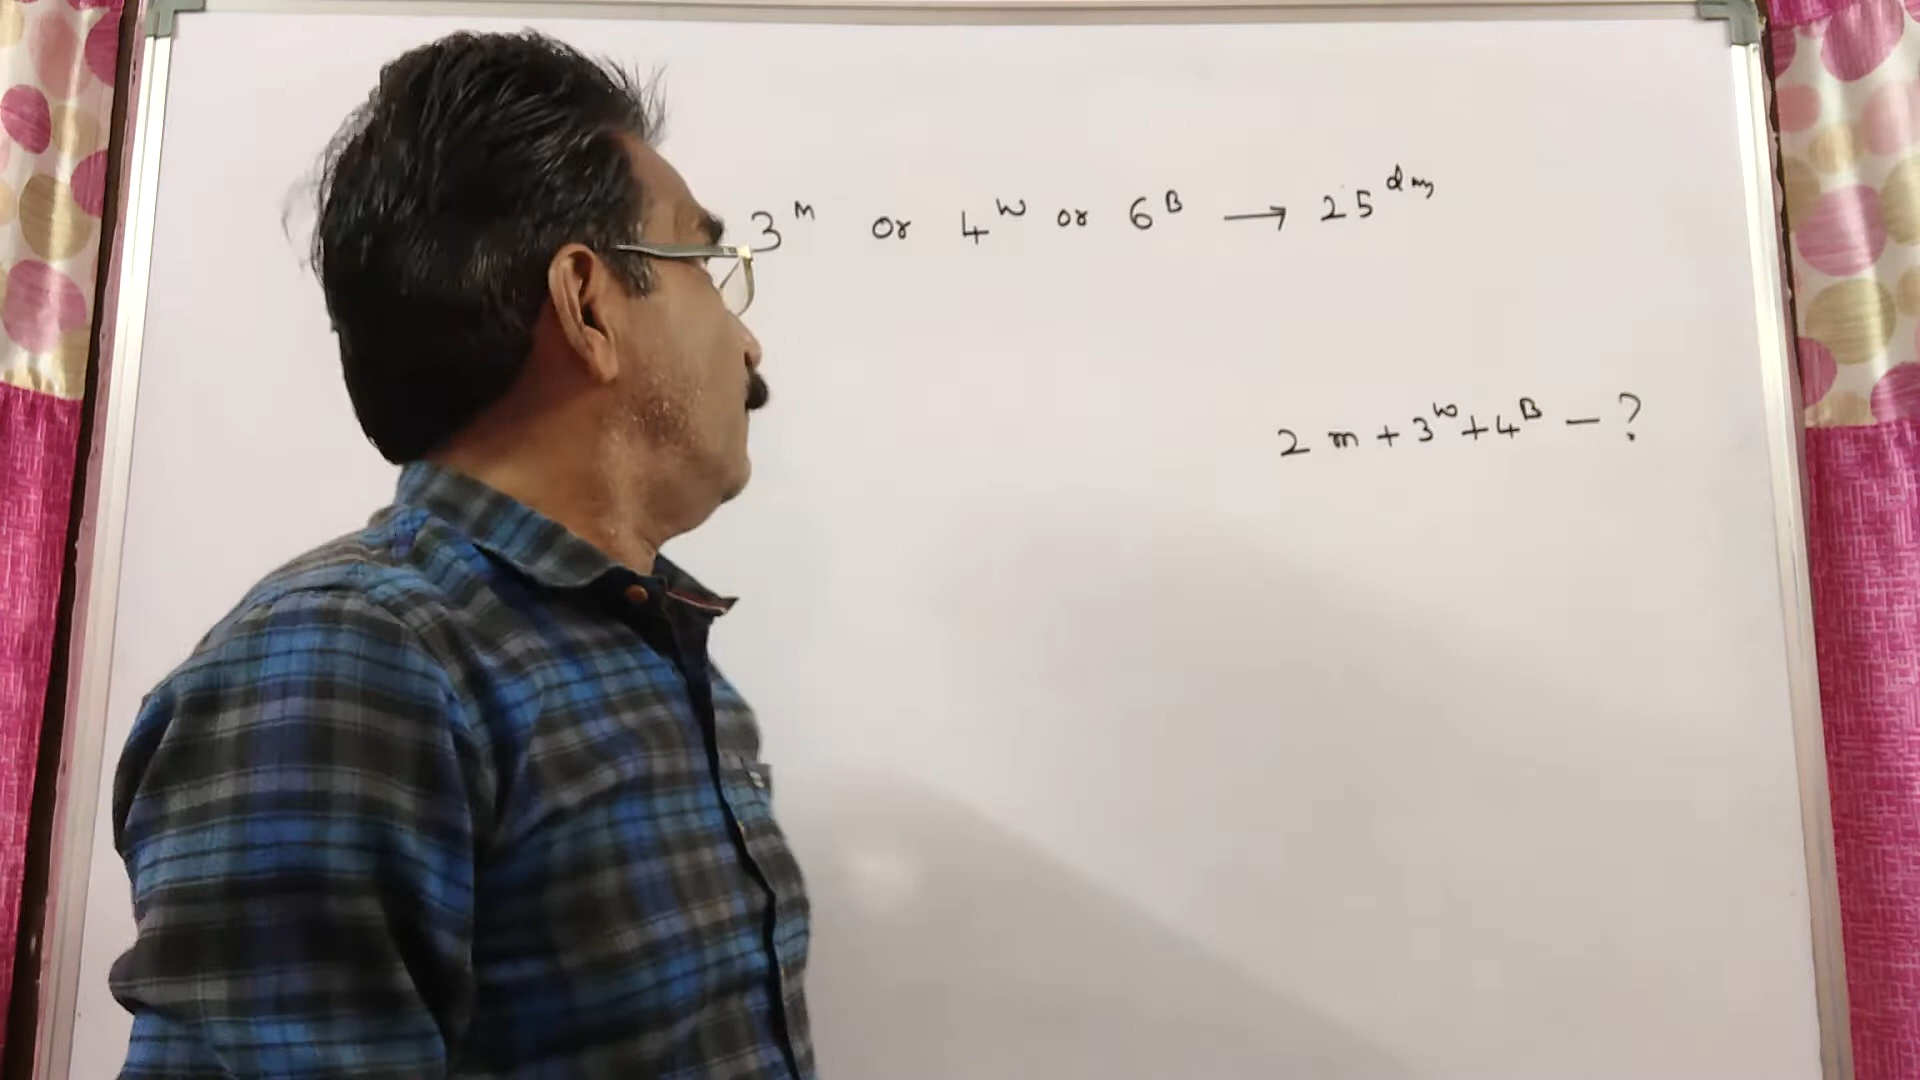 3 M or 4 W or 6 B → 25 days
2 m + 3 W + 4 B - ?